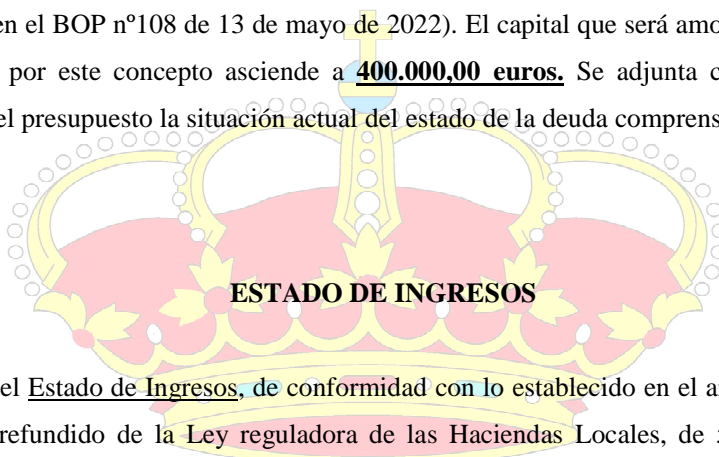 en el BOP nº108 de 13 de mayo de 2022). El capital que será
por este concepto asciende a 400.000,00 euros. Se adjunta
el presupuesto la situación actual del estado de la deuda
ESTADO DE INGRESOS
el Estado de Ingresos, de conformidad con lo establecido en el
refundido de la Ley reguladora de las Haciendas Locales, de